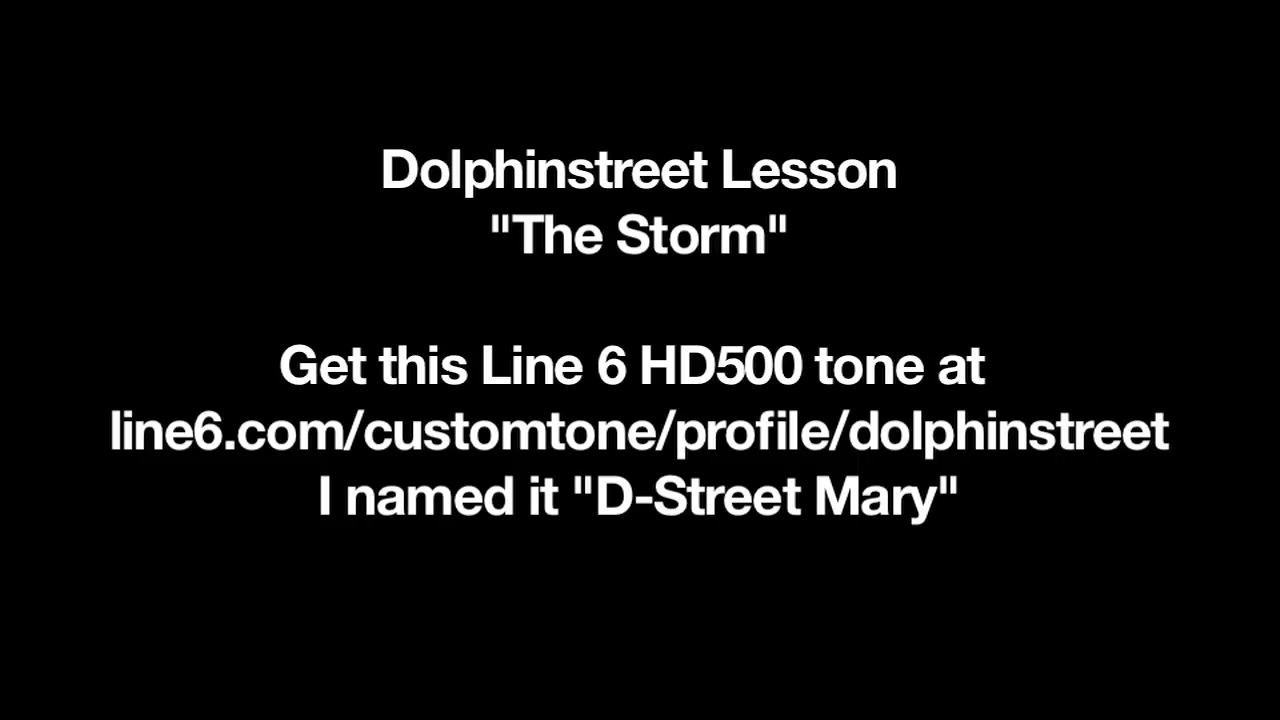 Dolphinstreet Lesson
"The Storm"
Get this Line 6 HD500 tone at
line6.com/customtone/profile/dolphinstreet
I named it "D-Street Mary"